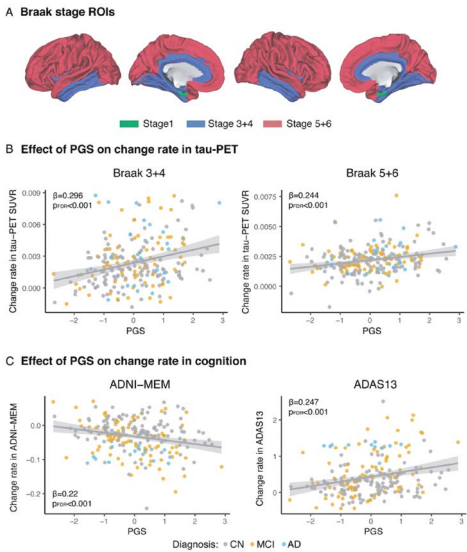 A Braak stage ROIs
Stage1 Stage 3+4 Stage 5+6
B Effect of PGS on change rate in tau-PET
Braak 3+4
β=0.296
pFDR<0.001
Change rate in tau-PET SUVR
0.009
0.006
0.003
0.000
−2 −1 0 1 2 3
PGS
Braak 5+6
β=0.244
pFDR<0.001
Change rate in tau-PET SUVR
0.0075
0.0050
0.0025
0.0000
−2 −1 0 1 2 3
PGS
C Effect of PGS on change rate in cognition
ADNI−MEM
Change rate in ADNI−MEM
0.0
−0.1
−0.2
β=0.22
pFDR<0.001
−2 −1 0 1 2 3
PGS
ADAS13
β=0.247
pFDR<0.001
Change rate in ADAS13
2
1
0
−2 −1 0 1 2 3
PGS
Diagnosis: CN MCI AD